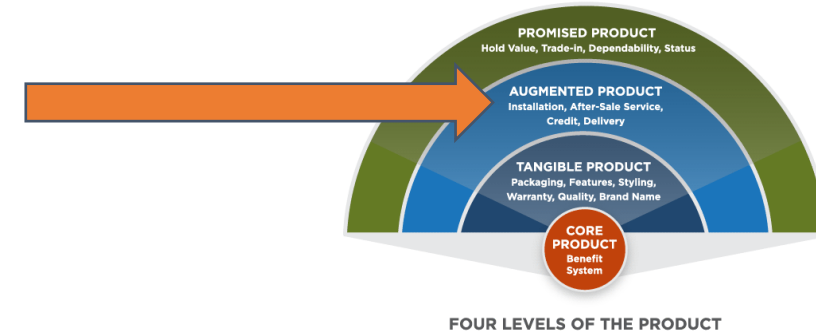 PROMISED PRODUCT
Hold Value, Trade-in, Dependability, Status
AUGMENTED PRODUCT
Installation, After-Sale Service,
Credit, Delivery
TANGIBLE PRODUCT
Packaging, Features, Styling,
Warranty, Quality, Brand Name
CORE
PRODUCT
Benefit
System
FOUR LEVELS OF THE PRODUCT